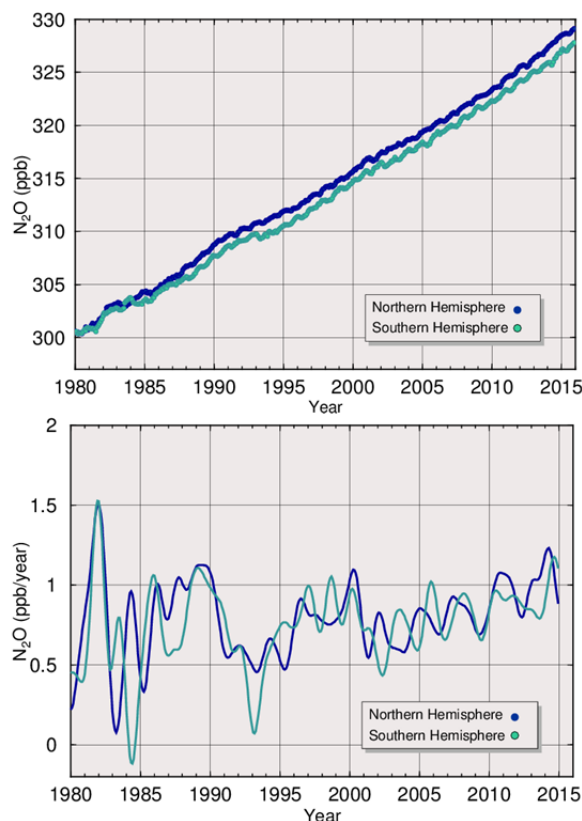 330
325
320
315
310
305
300
N₂O (ppb)
Northern Hemisphere
Southern Hemisphere
1980 1985 1990 1995 2000 2005 2010 2015
Year
2
1.5
1
0.5
0
N₂O (ppb/year)
Northern Hemisphere
Southern Hemisphere
1980 1985 1990 1995 2000 2005 2010 2015
Year